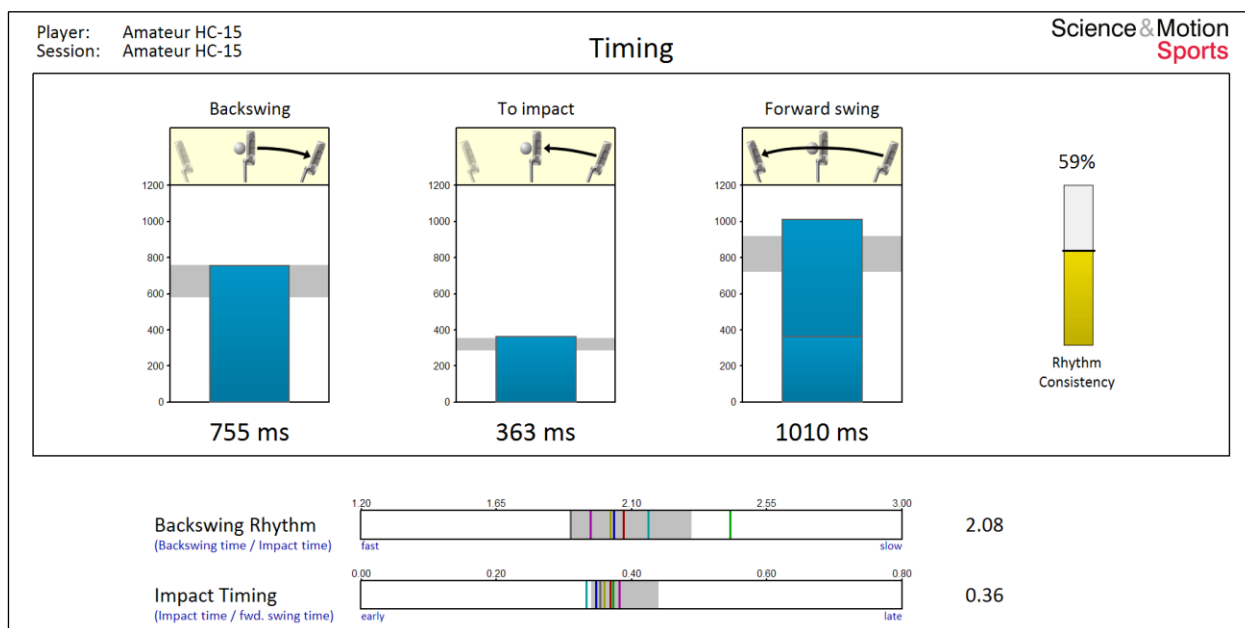 Player: Amateur HC-15
Session: Amateur HC-15
Timing
Science&Motion
Sports
Backswing
To impact
Forward swing
1200
1000
800
600
400
200
0
755 ms
1200
1000
800
600
400
200
0
363 ms
1200
1000
800
600
400
200
0
1010 ms
59%
Rhythm
Consistency
Backswing Rhythm
(Backswing time / Impact time)
1.20 1.65 2.10 2.55 3.00
fast slow
2.08
Impact Timing
(Impact time / fwd. swing time)
0.00 0.20 0.40 0.60 0.80
early late
0.36